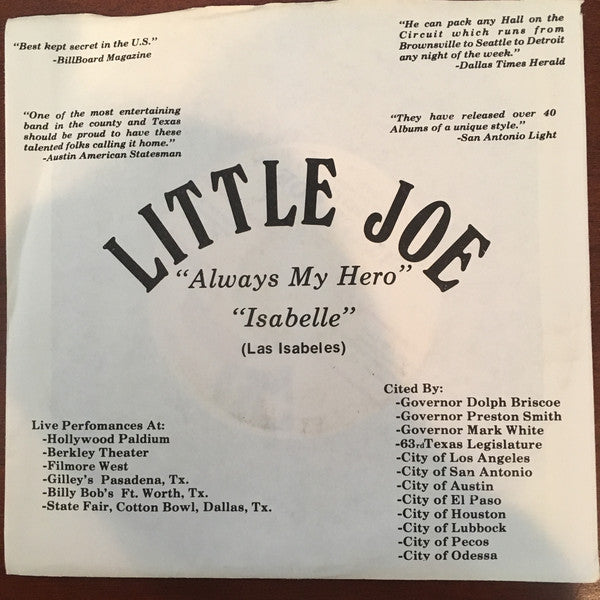 "Best kept secret in the U.S."
-BillBoard Magazine
"He can pack any Hall on the
Circuit which runs from
Brownsville to Seattle to Detroit
any night of the week."
-Dallas Times Herald
"One of the most entertaining
band in the county and Texas
should be proud to have these
talented folks calling it home."
-Austin American Statesman
"They have released over 40
Albums of a unique style."
-San Antonio Light
LITTLE JOE
"Always My Hero"
"Isabelle"
(Las Isabeles)
Live Perfomances At:
-Hollywood Paldium
-Berkley Theater
-Filmore West
-Gilley's Pasadena, Tx.
-Billy Bob's Ft. Worth, Tx.
-State Fair, Cotton Bowl, Dallas, Tx.
Cited By:
-Governor Dolph Briscoe
-Governor Preston Smith
-Governor Mark White
-63rd Texas Legislature
-City of Los Angeles
-City of San Antonio
-City of Austin
-City of El Paso
-City of Houston
-City of Lubbock
-City of Pecos
-City of Odessa